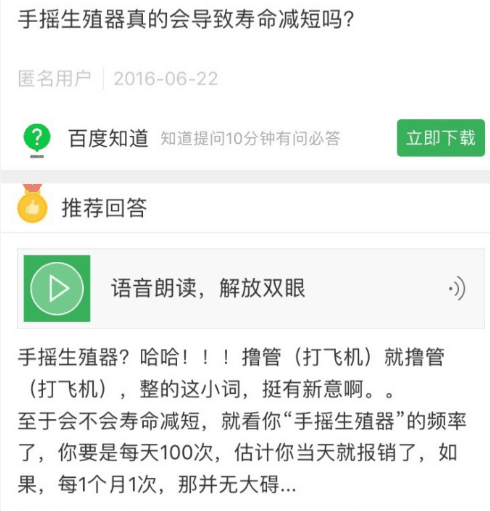 手摇生殖器真的会导致寿命减短吗?
匿名用户 | 2016-06-22
? 百度知道 知道提问10分钟有问必答 立即下载
推荐回答
语音朗读，解放双眼
手摇生殖器？哈哈！！！撸管（打飞机）就撸管
（打飞机），整的这小词，挺有新意啊。。
至于会不会寿命减短，就看你“手摇生殖器”的频率
了，你要是每天100次，估计你当天就报销了，如
果，每1个月1次，那并无大碍...